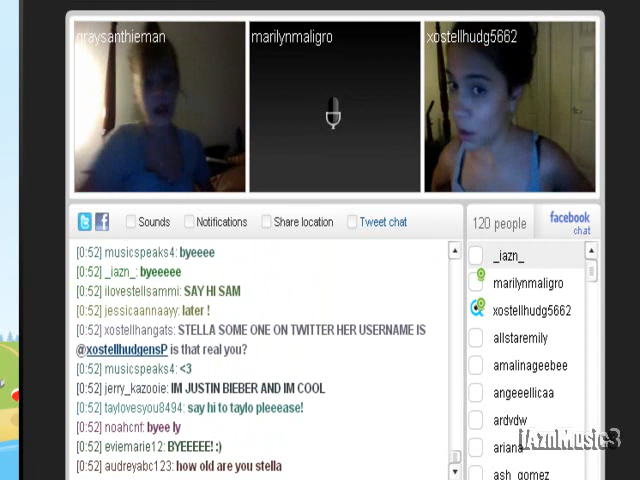 graysanthieman
marilynmaligro
xostellhudg5662
Sounds
Notifications
Share location
Tweet chat
120 people
facebook
chat
[0:52] musicspeaks4: byeeee
[0:52] _iazn_: byeeeee
[0:52] ilovestellsammi: SAY HI SAM
[0:52] jessicaannaayy: later !
[0:52] xostellhangats: STELLA SOME ONE ON TWITTER HER USERNAME IS
@xostellhudgensP is that real you?
[0:52] musicspeaks4: <3
[0:52] jerry_kazooie: IM JUSTIN BIEBER AND IM COOL
[0:52] taylovesyou8494: say hi to taylo pleeease!
[0:52] noahcnf: byee ly
[0:52] eviemarie12: BYEEEEE! :)
[0:52] audreyabc123: how old are you stella
_iazn_
marilynmaligro
xostellhudg5662
allstaremily
amalinageebee
angeeellicaa
ardvdw
ariana
ash_gomez
iAznMusic3